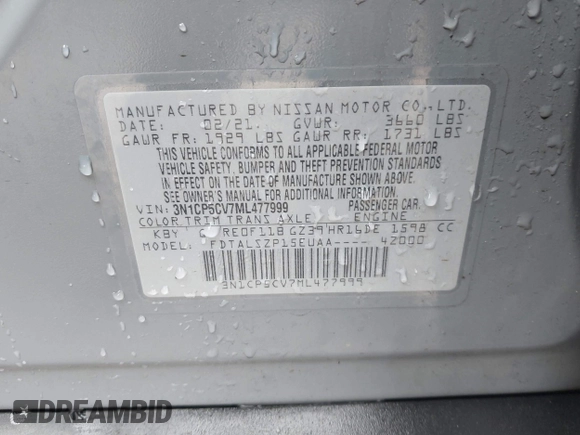 MANUFACTURED BY NISSAN MOTOR CO.,LTD.
DATE: 02/21. GVWR: 3660 LBS
GAWR FR: 1929 LBS GAWR RR: 1731 LBS
THIS VEHICLE CONFORMS TO ALL APPLICABLE FEDERAL MOTOR
VEHICLE SAFETY, BUMPER AND THEFT PREVENTION STANDARDS
IN EFFECT ON THE DATE OF MANUFACTURE SHOWN ABOVE.
SEE OWNER'S MANUAL FOR ADDITIONAL INFORMATION.
VIN: 3N1CP5CV7ML477999 PASSENGER CAR.
COLOR TRIM TRANS AXLE ENGINE
KBY G RE0F11B GZ39 HR16DE 1598 CC
MODEL: FDTALSZP15EUAA---- 42000
3N1CP5CV7ML477999
DREAMBID